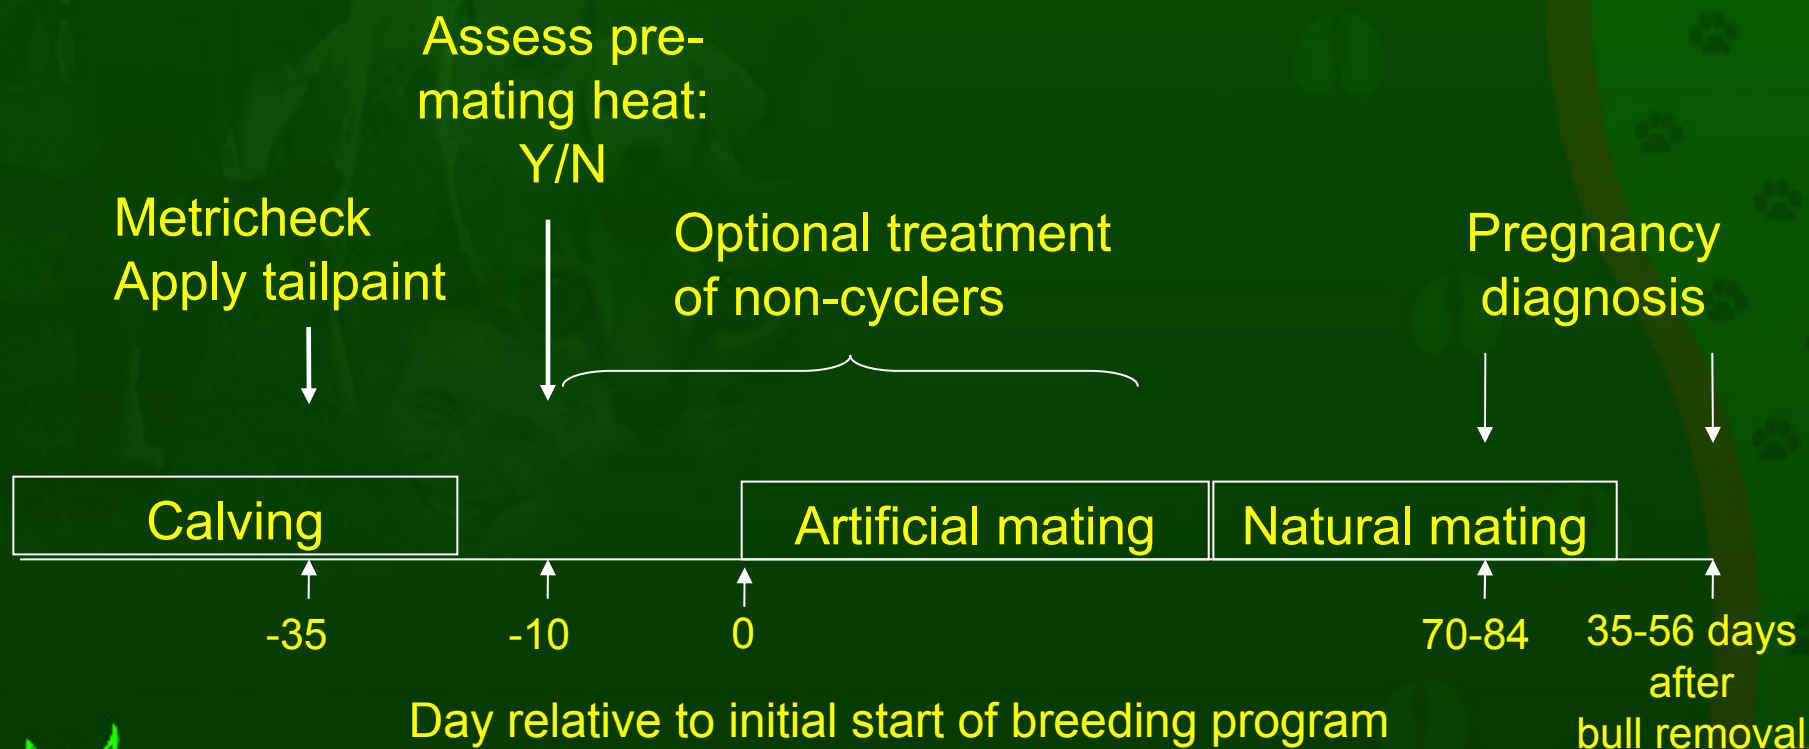 Assess pre-
mating heat:
Y/N
Metricheck
Apply tailpaint
Optional treatment
of non-cyclers
Pregnancy
diagnosis
Calving
Artificial mating
Natural mating
-35
-10
0
70-84
35-56 days
after
bull removal
Day relative to initial start of breeding program